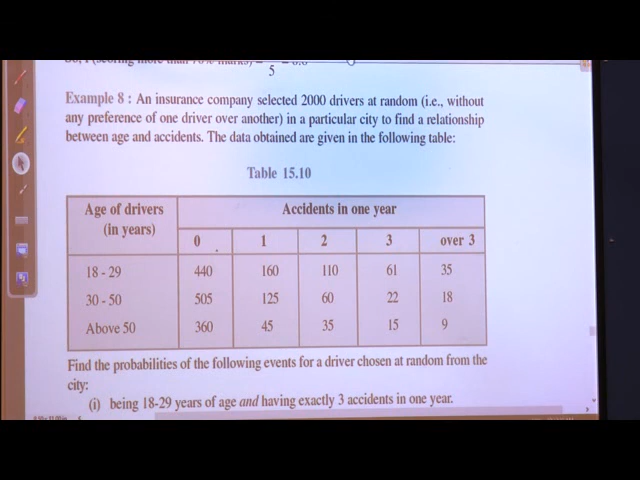 5
Example 8 : An insurance company selected 2000 drivers at random (i.e., without
any preference of one driver over another) in a particular city to find a relationship
between age and accidents. The data obtained are given in the following table:
Table 15.10
Age of drivers Accidents in one year
(in years)
0 1 2 3 over 3
18 - 29 440 160 110 61 35
30 - 50 505 125 60 22 18
Above 50 360 45 35 15 9
Find the probabilities of the following events for a driver chosen at random from the
city:
(i) being 18-29 years of age and having exactly 3 accidents in one year.